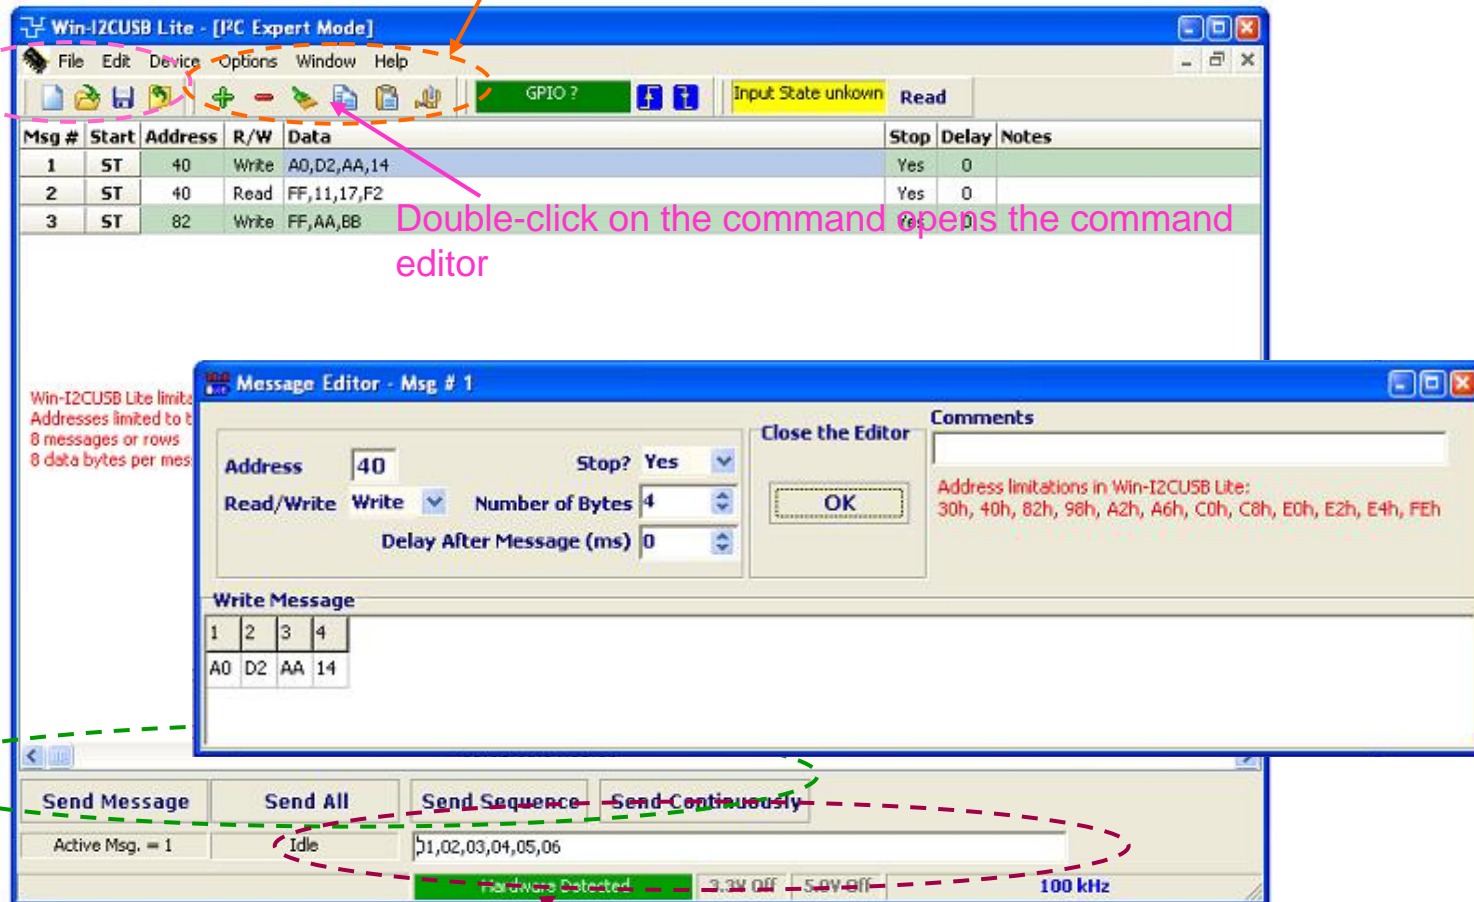 Win-I2CUSB Lite - [I²C Expert Mode]
File Edit Device Options Window Help
GPIO ? Input State unkown Read
Msg # Start Address R/W Data Stop Delay Notes
1 ST 40 Write A0,D2,AA,14 Yes 0
2 ST 40 Read FF,11,17,F2 Yes 0
3 ST 82 Write FF,AA,BB Yes 0
Double-click on the command opens the command
editor
Win-I2CUSB Lite
Addresses limited to
8 messages or rows
8 data bytes per
Message Editor - Msg # 1
Address 40 Stop? Yes
Read/Write Write Number of Bytes 4
Delay After Message (ms) 0
Close the Editor
OK
Comments
Address limitations in Win-I2CUSB Lite:
30h, 40h, 82h, 98h, A2h, A6h, C0h, C8h, E0h, E2h, E4h, FEh
Write Message
1 2 3 4
A0 D2 AA 14
Send Message Send All Send Sequence Send Continuously
Active Msg. = 1 Idle 01,02,03,04,05,06
Hardware Detected 3.3V Off 5.0V Off 100 kHz